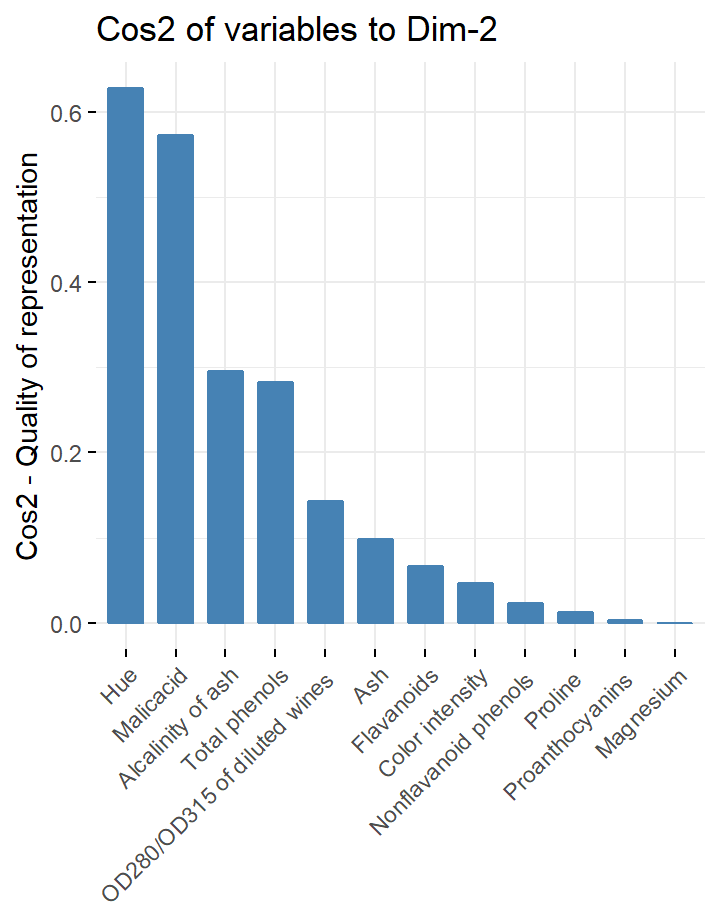 Cos2 of variables to Dim-2
Cos2 - Quality of representation
0.6
0.4
0.2
0.0
Hue
Malicacid
Alcalinity of ash
Total phenols
OD280/OD315 of diluted wines
Ash
Flavanoids
Color intensity
Nonflavanoid phenols
Proline
Proanthocyanins
Magnesium